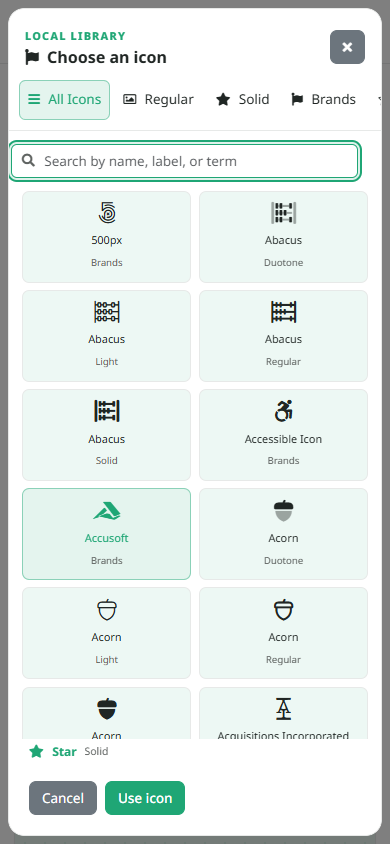 LOCAL LIBRARY
Choose an icon
All Icons Regular Solid Brands
Search by name, label, or term
500px Abacus
Brands Duotone
Abacus Abacus
Light Regular
Abacus Accessible Icon
Solid Brands
Accusoft Acorn
Brands Duotone
Acorn Acorn
Light Regular
Acorn Acquisitions Incorporated
Star Solid
Cancel Use icon